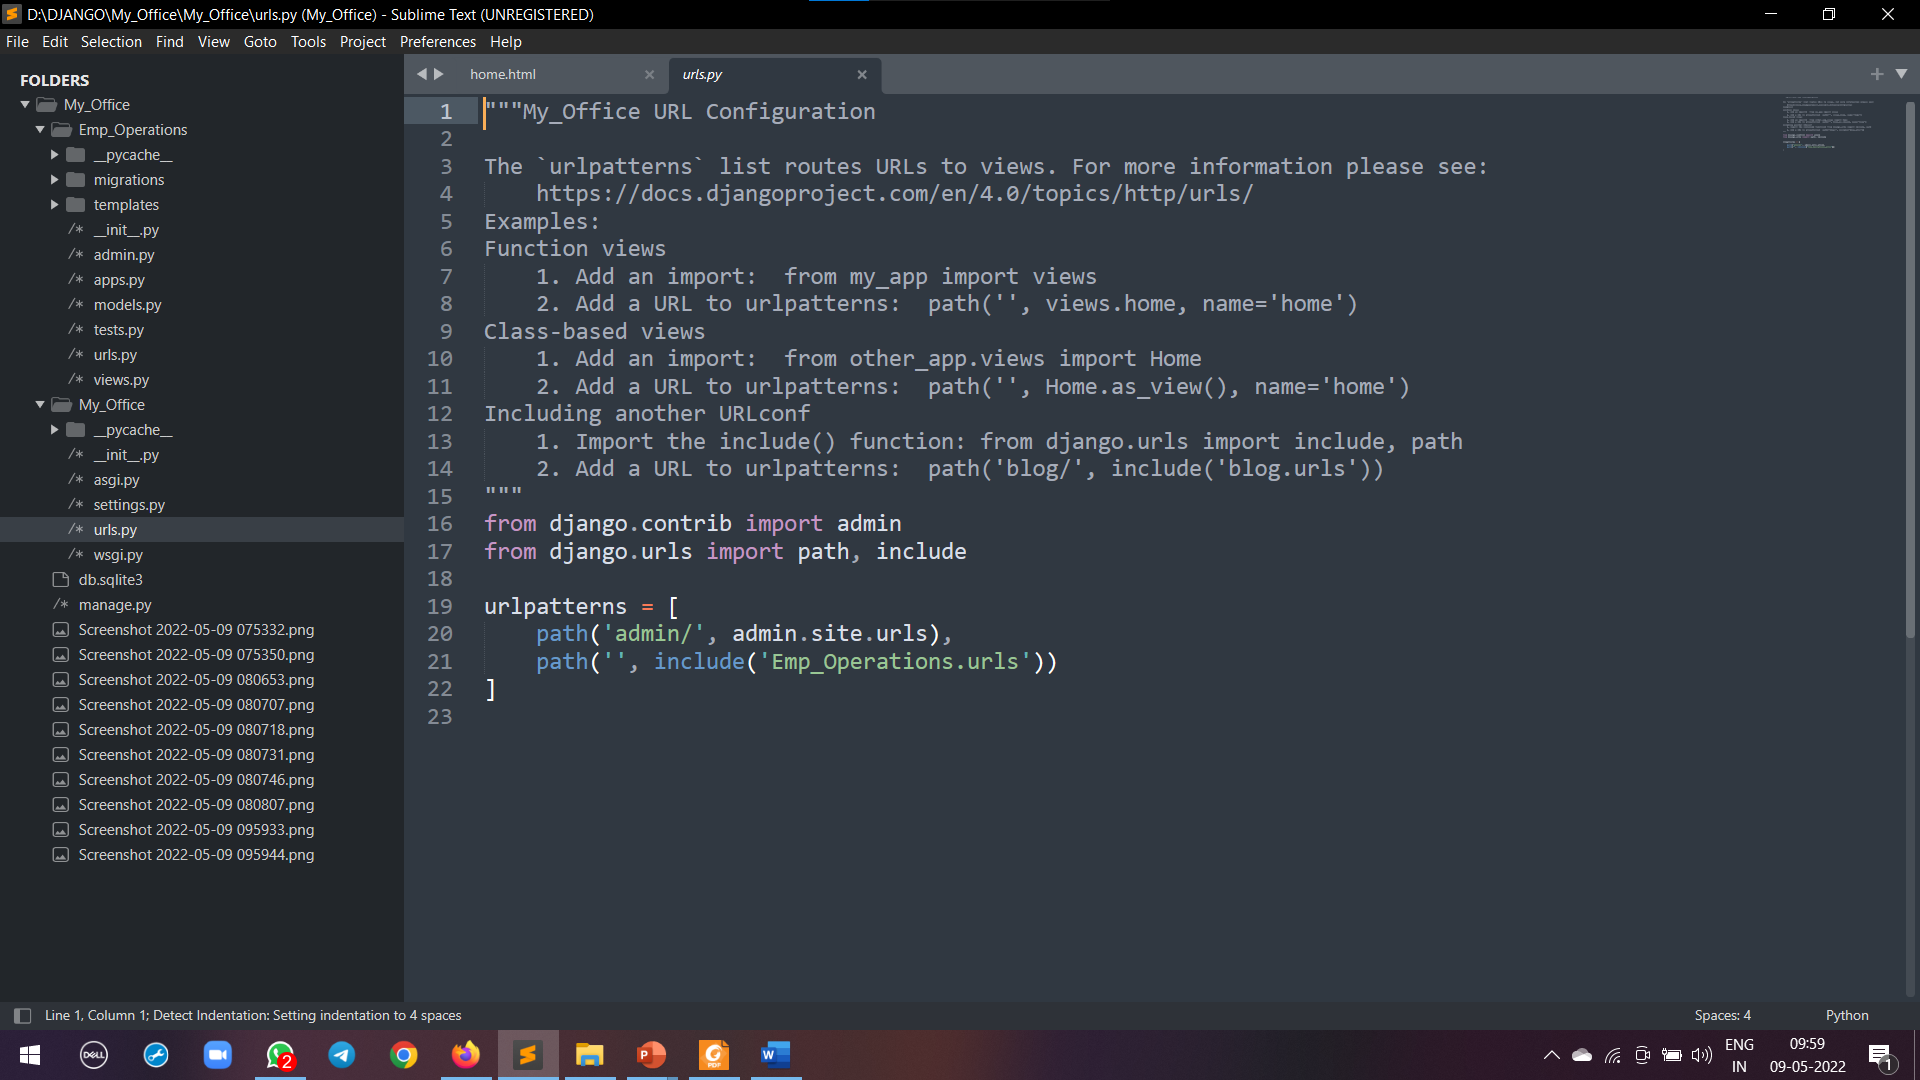 D:\DJANGO\My_Office\My_Office\urls.py (My_Office) - Sublime Text (UNREGISTERED)
File Edit Selection Find View Goto Tools Project Preferences Help
FOLDERS
My_Office
Emp_Operations
__pycache__
migrations
templates
__init__.py
admin.py
apps.py
models.py
tests.py
urls.py
views.py
My_Office
__pycache__
__init__.py
asgi.py
settings.py
urls.py
wsgi.py
db.sqlite3
manage.py
Screenshot 2022-05-09 075332.png
Screenshot 2022-05-09 075350.png
Screenshot 2022-05-09 080653.png
Screenshot 2022-05-09 080707.png
Screenshot 2022-05-09 080718.png
Screenshot 2022-05-09 080731.png
Screenshot 2022-05-09 080746.png
Screenshot 2022-05-09 080807.png
Screenshot 2022-05-09 095933.png
Screenshot 2022-05-09 095944.png
home.html
urls.py
1 """My_Office URL Configuration
2
3 The `urlpatterns` list routes URLs to views. For more information please see:
4     https://docs.djangoproject.com/en/4.0/topics/http/urls/
5 Examples:
6 Function views
7     1. Add an import:  from my_app import views
8     2. Add a URL to urlpatterns:  path('', views.home, name='home')
9 Class-based views
10     1. Add an import:  from other_app.views import Home
11     2. Add a URL to urlpatterns:  path('', Home.as_view(), name='home')
12 Including another URLconf
13     1. Import the include() function: from django.urls import include, path
14     2. Add a URL to urlpatterns:  path('blog/', include('blog.urls'))
15 """
16 from django.contrib import admin
17 from django.urls import path, include
18
19 urlpatterns = [
20     path('admin/', admin.site.urls),
21     path('', include('Emp_Operations.urls'))
22 ]
23
Line 1, Column 1; Detect Indentation: Setting indentation to 4 spaces
Spaces: 4
Python
DELL
2
P
PDF
W
ENG
IN
09:59
09-05-2022
1